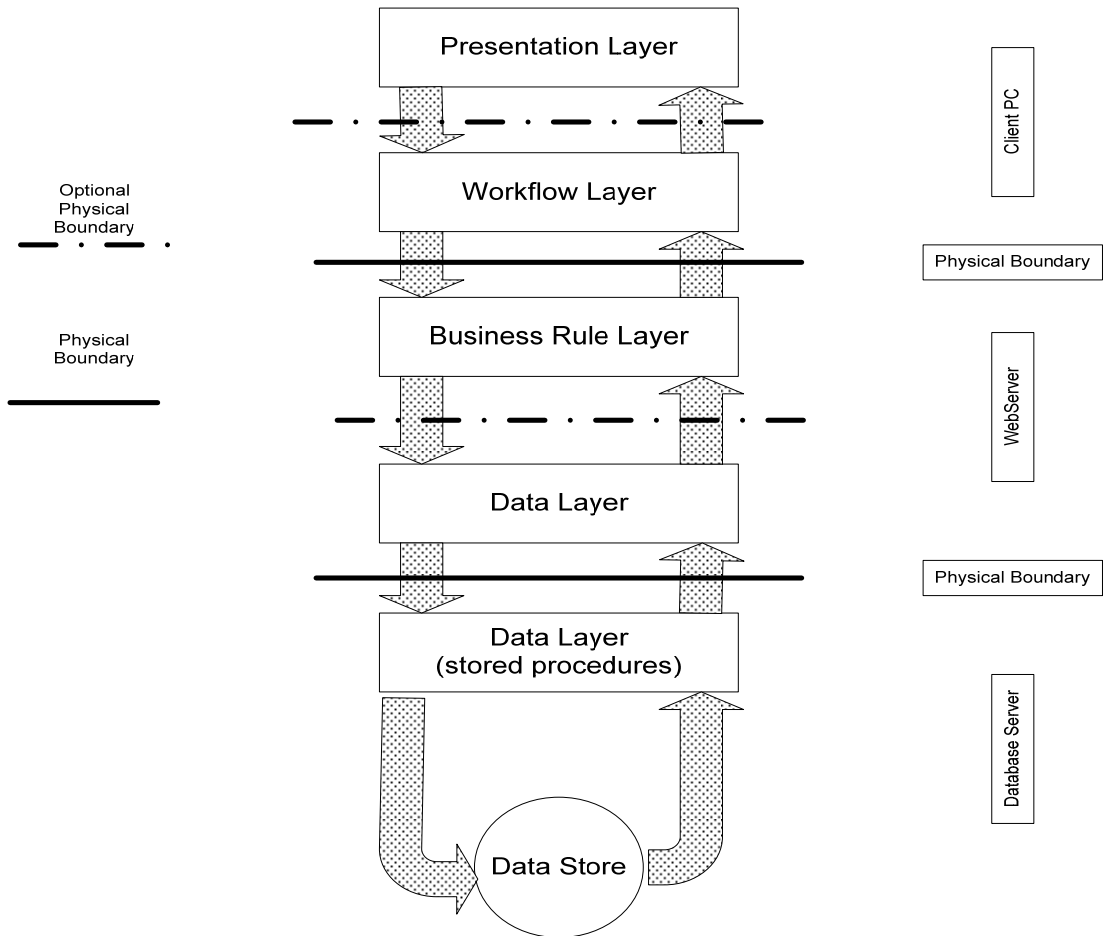 Presentation Layer
Client PC
Workflow Layer
Optional
Physical
Boundary
Physical Boundary
Business Rule Layer
Physical
Boundary
WebServer
Data Layer
Physical Boundary
Data Layer
(stored procedures)
Database Server
Data Store